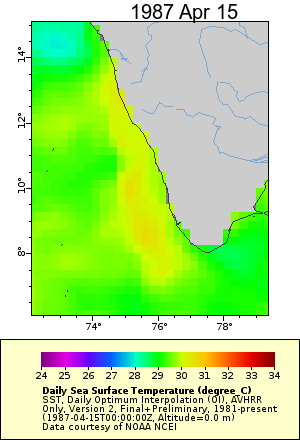 1987 Apr 15
14°
12°
10°
8°
74° 76° 78°
24 25 26 27 28 29 30 31 32 33 34
Daily Sea Surface Temperature (degree_C)
SST, Daily Optimum Interpolation (OI), AVHRR
Only, Version 2, Final+Preliminary, 1981-present
(1987-04-15T00:00:00Z, Altitude=0.0 m)
Data courtesy of NOAA NCEI